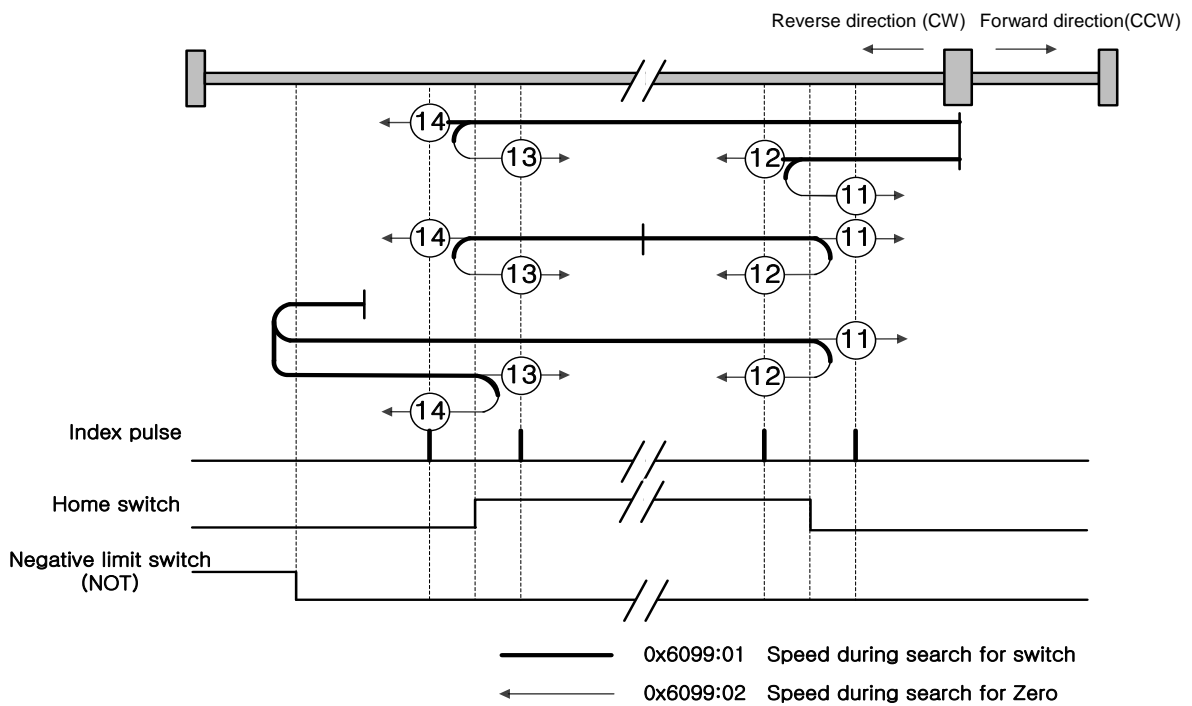 Reverse direction (CW) Forward direction(CCW)
14
13
12
11
14
11
13
12
11
13
12
14
Index pulse
Home switch
Negative limit switch
(NOT)
0x6099:01 Speed during search for switch
0x6099:02 Speed during search for Zero